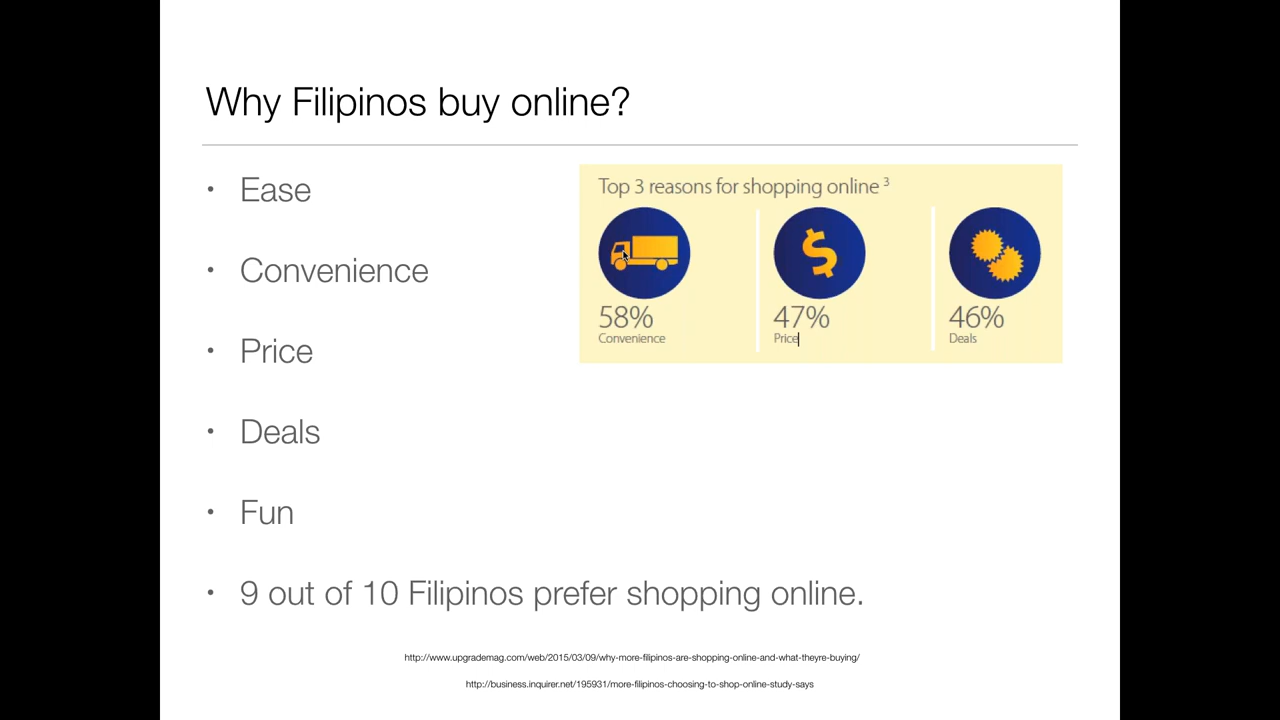 Why Filipinos buy online?
• Ease
• Convenience
• Price
• Deals
• Fun
• 9 out of 10 Filipinos prefer shopping online.
Top 3 reasons for shopping online 3
58%
Convenience
47%
Price
46%
Deals
http://www.upgrademag.com/web/2015/03/09/why-more-filipinos-are-shopping-online-and-what-theyre-buying/
http://business.inquirer.net/195931/more-filipinos-choosing-to-shop-online-study-says